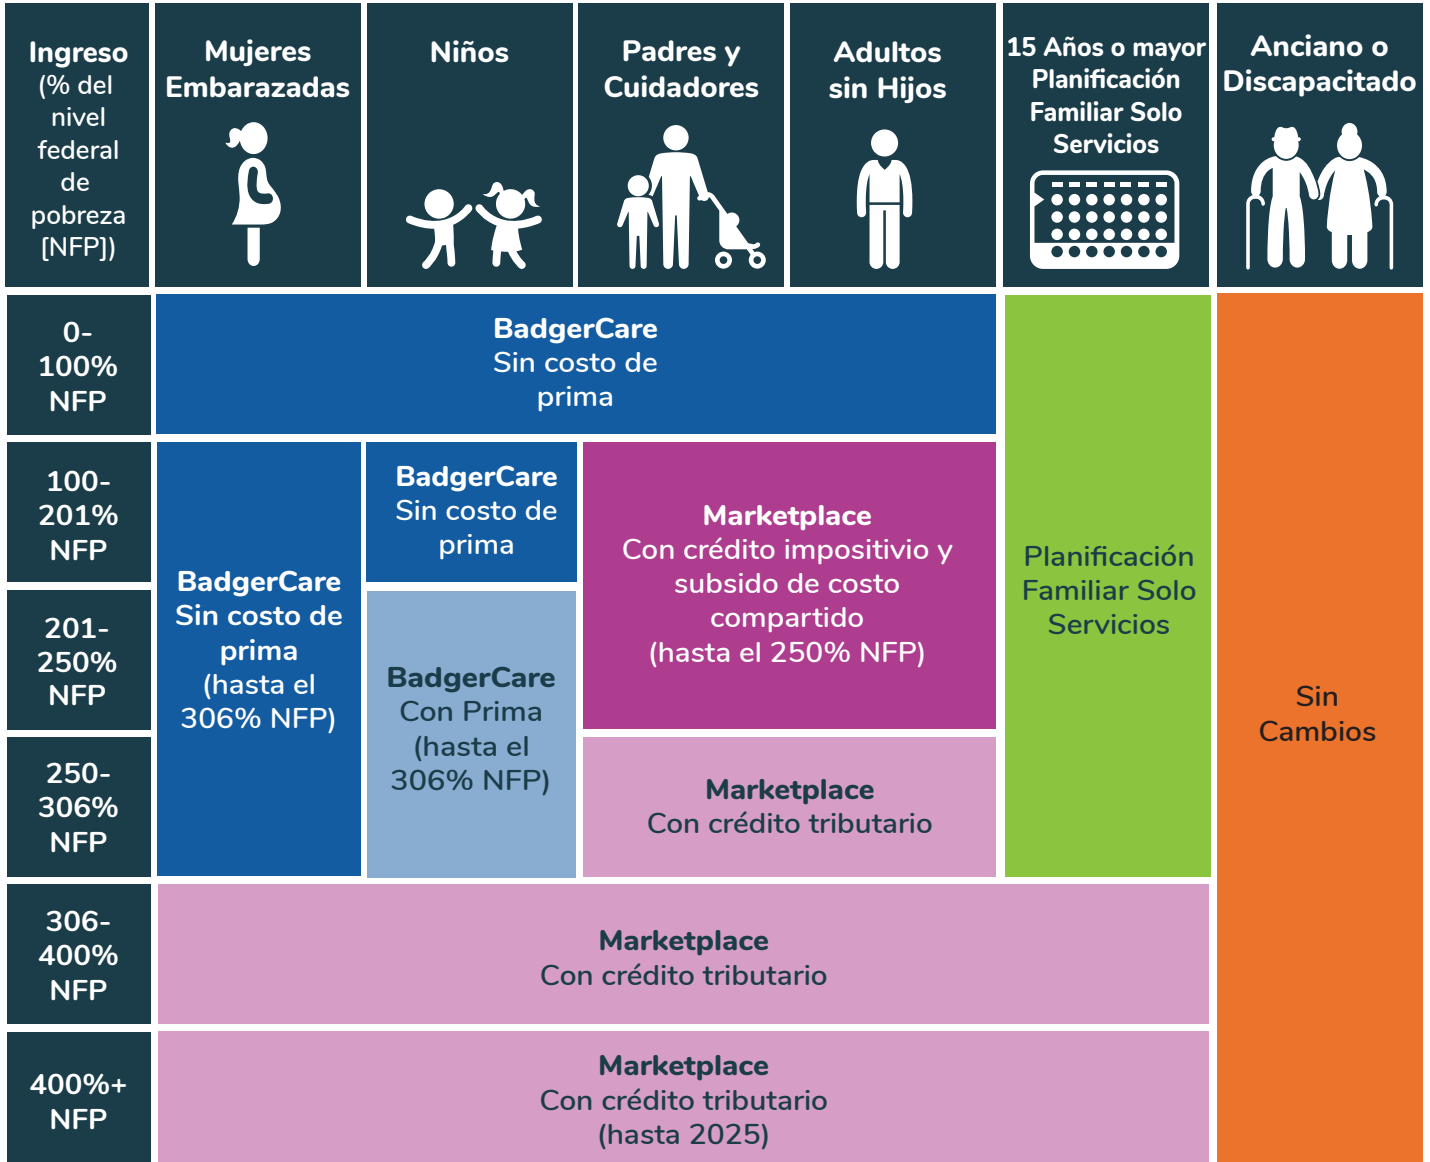 Ingreso
(% del
nivel
federal
de
pobreza
[NFP])
Mujeres
Embarazadas
Niños
Padres y
Cuidadores
Adultos
sin Hijos
15 Años o mayor
Planificación
Familiar Solo
Servicios
Anciano o
Discapacitado
0-
100%
NFP
BadgerCare
Sin costo de
prima
100-
201%
NFP
201-
250%
NFP
250-
306%
NFP
BadgerCare
Sin costo de
prima
(hasta el
306% NFP)
BadgerCare
Sin costo de
prima
BadgerCare
Con Prima
(hasta el
306% NFP)
Marketplace
Con crédito impositivio y
subsido de costo
compartido
(hasta el 250% NFP)
Marketplace
Con crédito tributario
Planificación
Familiar Solo
Servicios
Sin
Cambios
306-
400%
NFP
Marketplace
Con crédito tributario
400%+
NFP
Marketplace
Con crédito tributario
(hasta 2025)